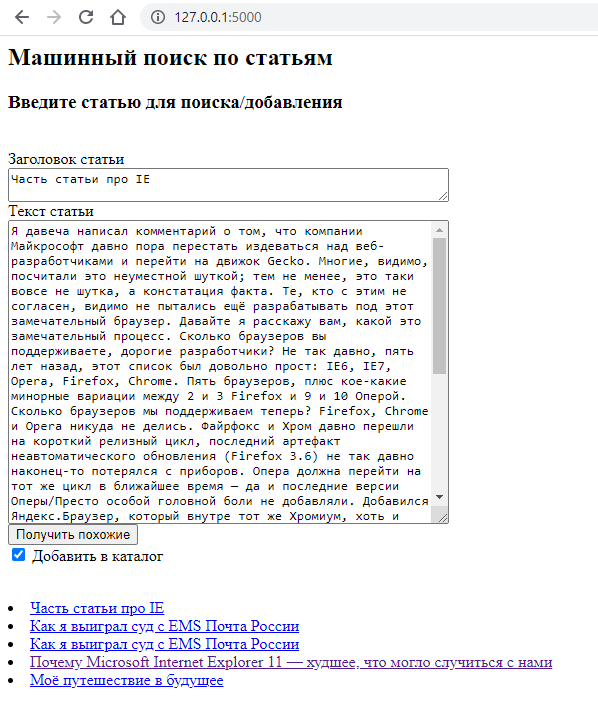 127.0.0.1:5000
Машинный поиск по статьям
Введите статью для поиска/добавления
Заголовок статьи
Часть статьи про IE
Текст статьи
Я давеча написал комментарий о том, что компании
Майкрософт давно пора перестать издеваться над веб-
разработчиками и перейти на движок Gecko. Многие, видимо,
посчитали это неуместной шуткой; тем не менее, это таки
вовсе не шутка, а констатация факта. Те, кто с этим не
согласен, видимо не пытались ещё разрабатывать под этот
замечательный браузер. Давайте я расскажу вам, какой это
замечательный процесс. Сколько браузеров вы
поддерживаете, дорогие разработчики? Не так давно, пять
лет назад, этот список был довольно прост: IE6, IE7,
Opera, Firefox, Chrome. Пять браузеров, плюс кое-какие
минорные вариации между 2 и 3 Firefox и 9 и 10 Оперой.
Сколько браузеров мы поддерживаем теперь? Firefox, Chrome
и Opera никуда не делись. Файрфокс и Хром давно перешли
на короткий релизный цикл, последний артефакт
неавтоматического обновления (Firefox 3.6) не так давно
наконец-то потерялся с приборов. Опера должна перейти на
тот же цикл в ближайшее время — да и последние версии
Оперы/Престо особой головной боли не добавляли. Добавился
Яндекс.Браузер, который внутре тот же Хромиум, хоть и
Получить похожие
Добавить в каталог
Часть статьи про IE
Как я выиграл суд с EMS Почта России
Как я выиграл суд с EMS Почта России
Почему Microsoft Internet Explorer 11 — худшее, что могло случиться с нами
Моё путешествие в будущее